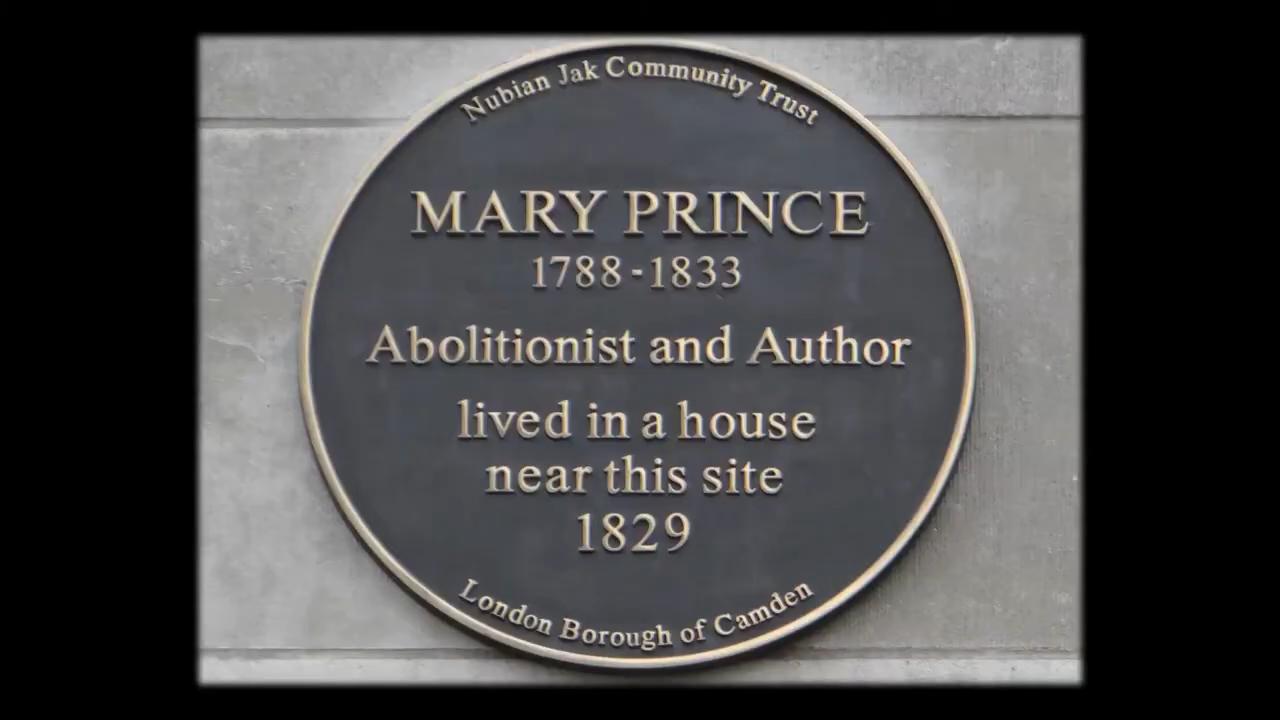 Nubian Jak Community Trust
MARY PRINCE
1788-1833
Abolitionist and Author
lived in a house
near this site
1829
London Borough of Camden